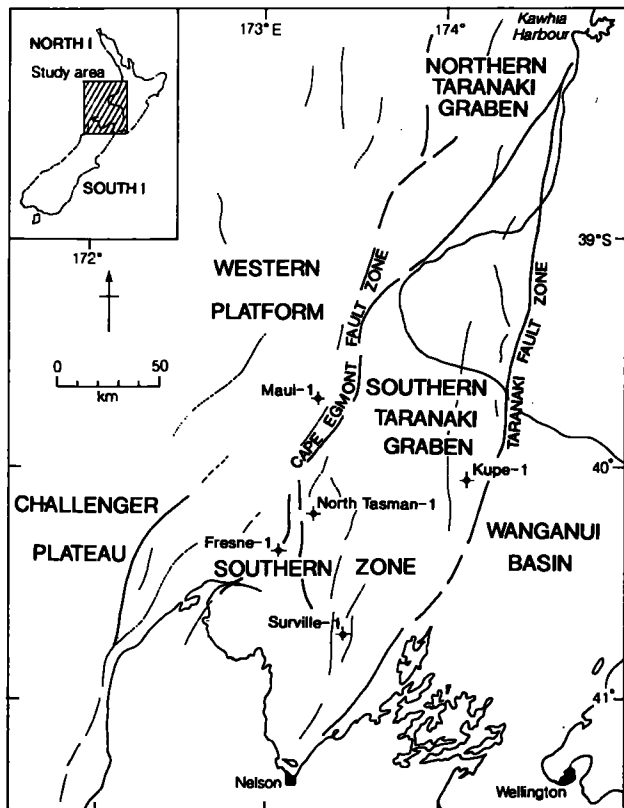 173°E
174°
Kawhia
Harbour
NORTH I
Study area
SOUTH I
NORTHERN
TARANAKI
GRABEN
172°
39°S
WESTERN
PLATFORM
0
50
km
CAPE EGMONT FAULT ZONE
TARANAKI FAULT ZONE
Maui-1
SOUTHERN
TARANAKI
GRABEN
40°
Kupe-1
CHALLENGER
PLATEAU
North Tasman-1
WANGANUI
BASIN
Fresne-1
SOUTHERN ZONE
Surville-1
41°
Nelson
Wellington